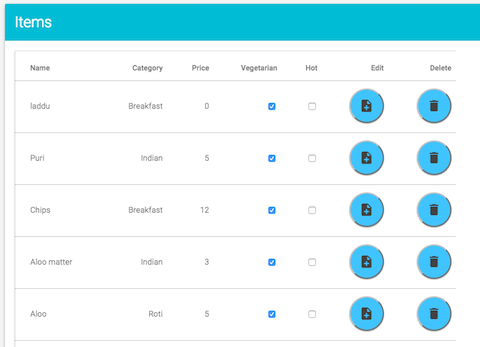 Items
Name Category Price Vegetarian Hot Edit Delete
laddu Breakfast 0
Puri Indian 5
Chips Breakfast 12
Aloo matter Indian 3
Aloo Roti 5